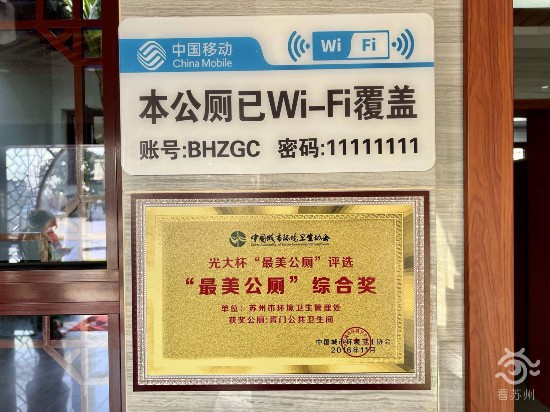 中国移动
China Mobile
Wi Fi
本公厕已Wi-Fi覆盖
账号:BHZGC 密码:11111111
中国城市环境卫生协会
光大杯“最美公厕”评选
“最美公厕”综合奖
单位：苏州市环境卫生管理处
获奖公厕:胥门公共卫生间
中国城市环境卫生协会
2016年11月
看苏州